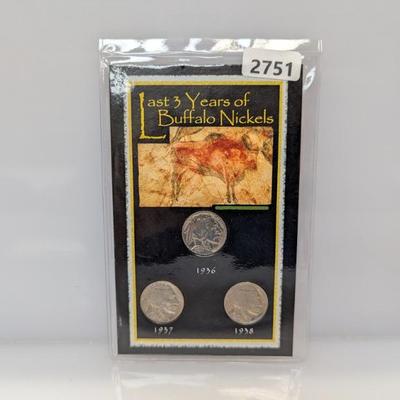 2751
Last 3 Years of
Buffalo Nickels
1936
1937
1938